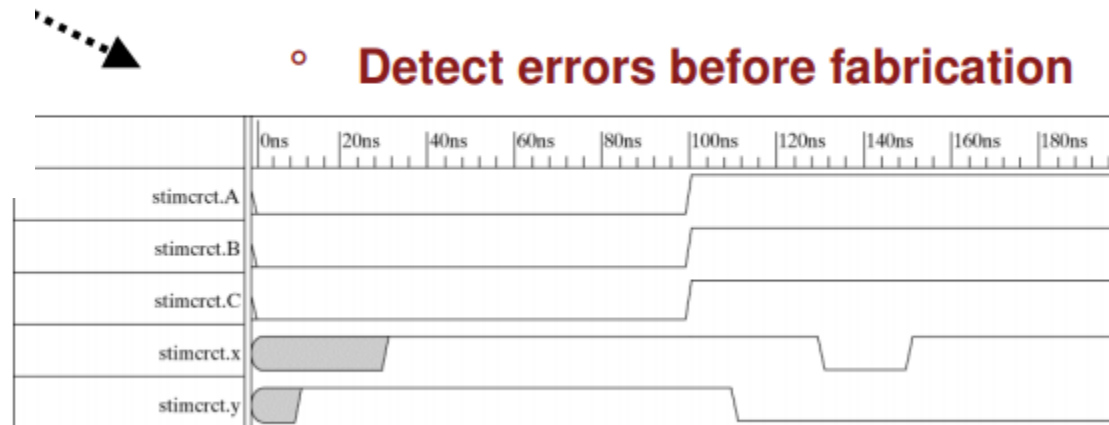 ° Detect errors before fabrication
0ns 20ns 40ns 60ns 80ns 100ns 120ns 140ns 160ns 180ns
stimcrct.A
stimcrct.B
stimcrct.C
stimcrct.x
stimcrct.y